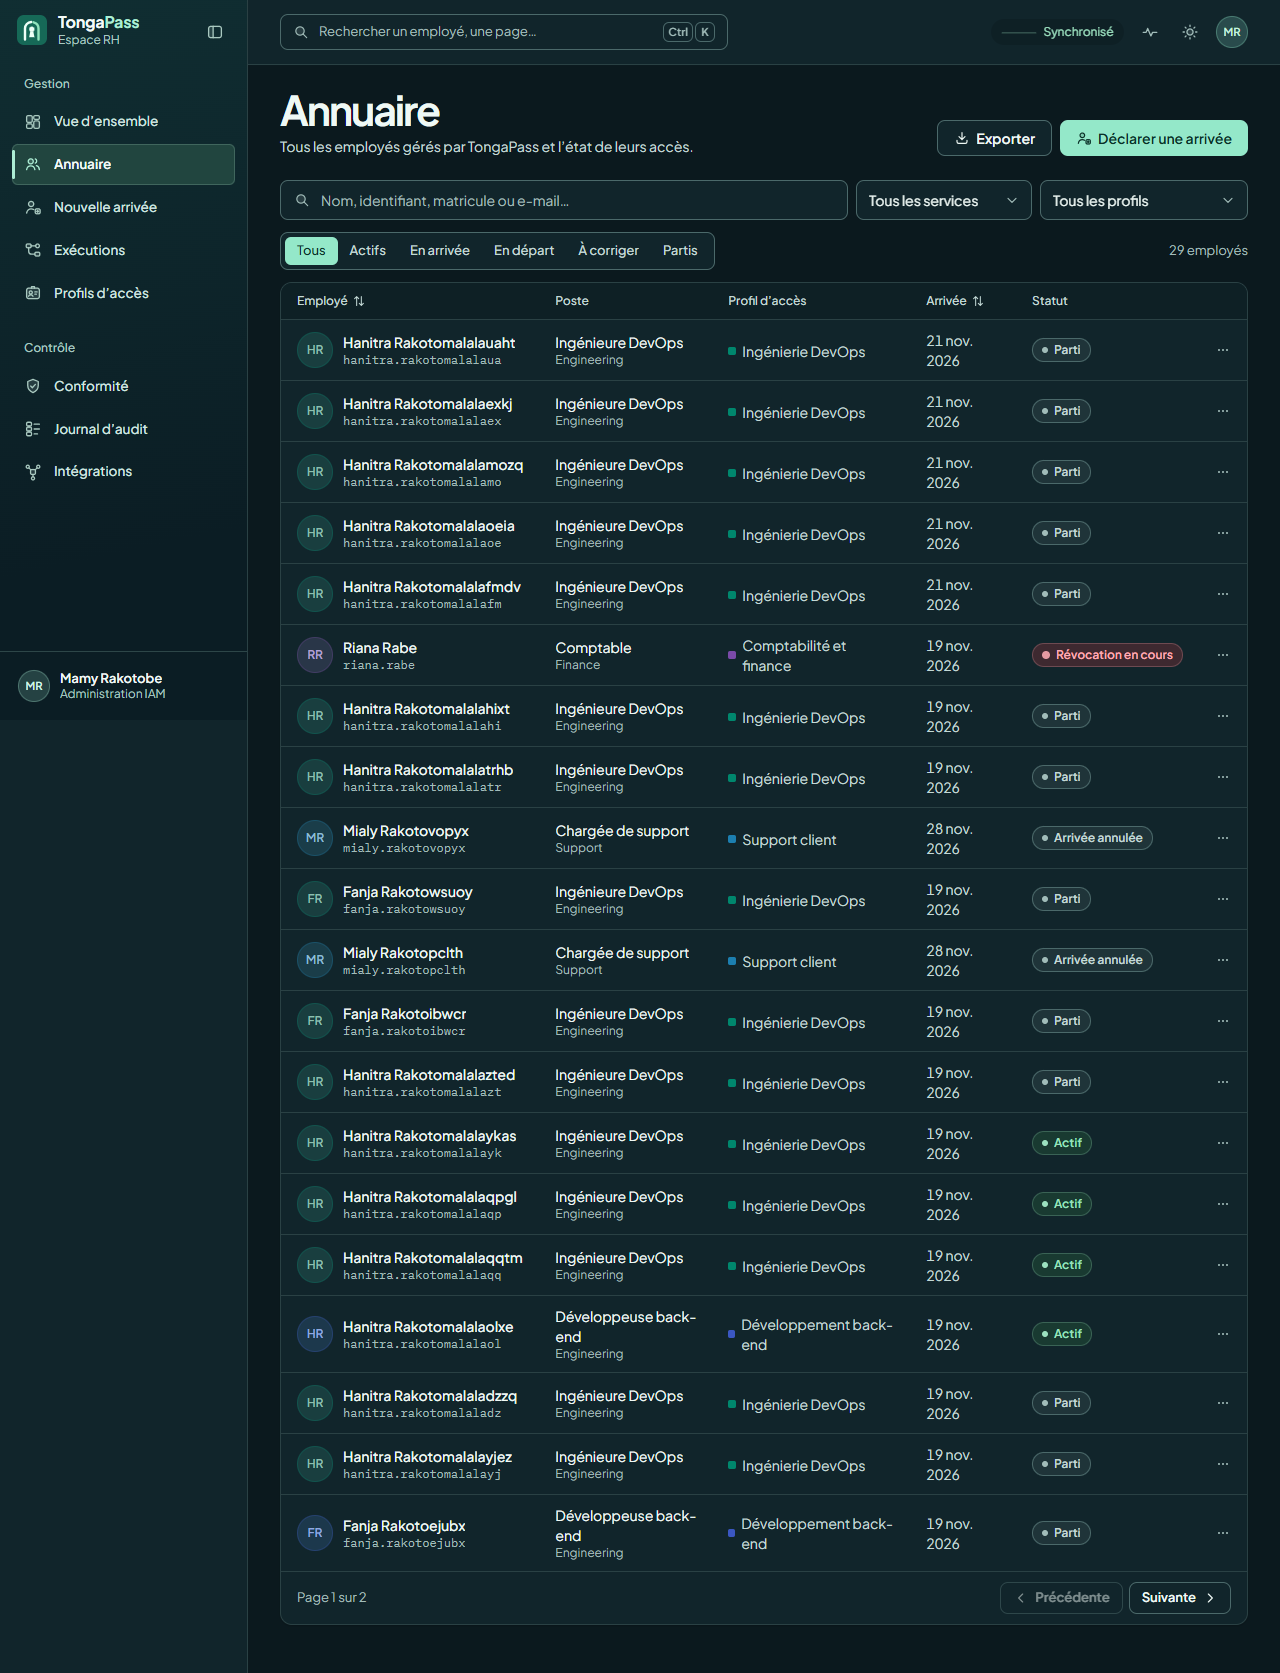 TongaPass
Espace RH
Rechercher un employé, une page…
Ctrl K
Synchronisé
MR
Gestion
Vue d’ensemble
Annuaire
Nouvelle arrivée
Exécutions
Profils d’accès
Contrôle
Conformité
Journal d’audit
Intégrations
MR
Mamy Rakotobe
Administration IAM
Annuaire
Tous les employés gérés par TongaPass et l’état de leurs accès.
Exporter
Déclarer une arrivée
Nom, identifiant, matricule ou e-mail…
Tous les services
Tous les profils
Tous Actifs En arrivée En départ À corriger Partis
29 employés
Employé Poste Profil d’accès Arrivée Statut
HR Hanitra Rakotomalalauaht Ingénieure DevOps Ingénierie DevOps 21 nov. 2026 Parti
hanitra.rakotomalalaua Engineering
HR Hanitra Rakotomalalaexkj Ingénieure DevOps Ingénierie DevOps 21 nov. 2026 Parti
hanitra.rakotomalalaex Engineering
HR Hanitra Rakotomalalamozq Ingénieure DevOps Ingénierie DevOps 21 nov. 2026 Parti
hanitra.rakotomalalamo Engineering
HR Hanitra Rakotomalalaoeia Ingénieure DevOps Ingénierie DevOps 21 nov. 2026 Parti
hanitra.rakotomalalaoe Engineering
HR Hanitra Rakotomalalafmdv Ingénieure DevOps Ingénierie DevOps 21 nov. 2026 Parti
hanitra.rakotomalalafm Engineering
RR Riana Rabe Comptable Comptabilité et finance 19 nov. 2026 Révocation en cours
riana.rabe Finance
HR Hanitra Rakotomalalahixt Ingénieure DevOps Ingénierie DevOps 19 nov. 2026 Parti
hanitra.rakotomalalahi Engineering
HR Hanitra Rakotomalalatrhb Ingénieure DevOps Ingénierie DevOps 19 nov. 2026 Parti
hanitra.rakotomalalatr Engineering
MR Mialy Rakotovopyx Chargée de support Support client 28 nov. 2026 Arrivée annulée
mialy.rakotovopyx Support
FR Fanja Rakotowsuoy Ingénieure DevOps Ingénierie DevOps 19 nov. 2026 Parti
fanja.rakotowsuoy Engineering
MR Mialy Rakotopclth Chargée de support Support client 28 nov. 2026 Arrivée annulée
mialy.rakotopclth Support
FR Fanja Rakotoibwcr Ingénieure DevOps Ingénierie DevOps 19 nov. 2026 Parti
fanja.rakotoibwcr Engineering
HR Hanitra Rakotomalalazted Ingénieure DevOps Ingénierie DevOps 19 nov. 2026 Parti
hanitra.rakotomalalazt Engineering
HR Hanitra Rakotomalalaykas Ingénieure DevOps Ingénierie DevOps 19 nov. 2026 Actif
hanitra.rakotomalalayk Engineering
HR Hanitra Rakotomalalaqpgl Ingénieure DevOps Ingénierie DevOps 19 nov. 2026 Actif
hanitra.rakotomalalaqp Engineering
HR Hanitra Rakotomalalaqqtm Ingénieure DevOps Ingénierie DevOps 19 nov. 2026 Actif
hanitra.rakotomalalaqq Engineering
HR Hanitra Rakotomalalaolxe Développeuse back-end Développement back-end 19 nov. 2026 Actif
hanitra.rakotomalalaol Engineering
HR Hanitra Rakotomalaladzzq Ingénieure DevOps Ingénierie DevOps 19 nov. 2026 Parti
hanitra.rakotomalaladz Engineering
HR Hanitra Rakotomalalayjez Ingénieure DevOps Ingénierie DevOps 19 nov. 2026 Parti
hanitra.rakotomalalayj Engineering
FR Fanja Rakotoejubx Développeuse back-end Développement back-end 19 nov. 2026 Parti
fanja.rakotoejubx Engineering
Page 1 sur 2
Précédente
Suivante